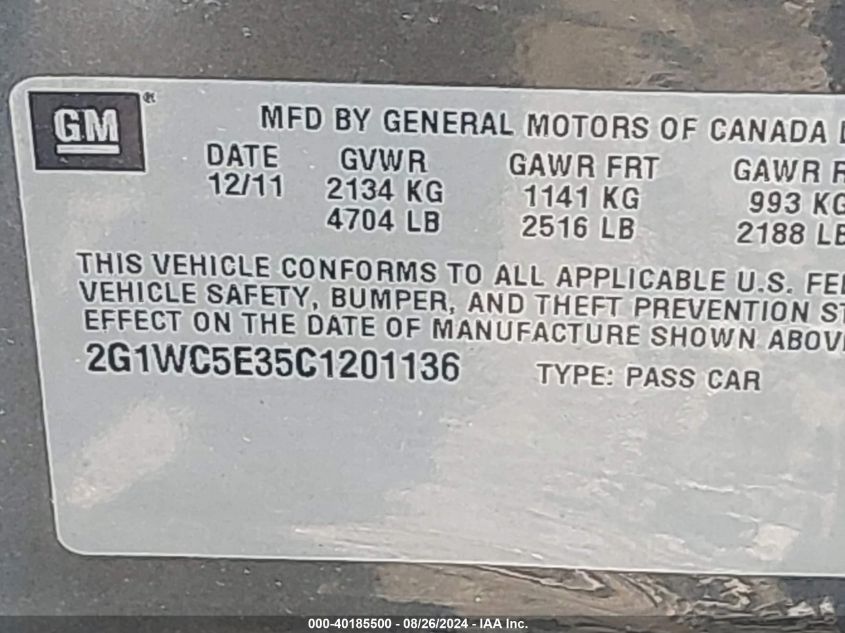 GM®
MFD BY GENERAL MOTORS OF CANADA
DATE GVWR GAWR FRT GAWR
12/11 2134 KG 1141 KG 993 KG
4704 LB 2516 LB 2188 LB
THIS VEHICLE CONFORMS TO ALL APPLICABLE U.S.
VEHICLE SAFETY, BUMPER, AND THEFT PREVENTION
EFFECT ON THE DATE OF MANUFACTURE SHOWN ABOV
2G1WC5E35C1201136 TYPE: PASS CAR
000-40185500 - 08/26/2024 - IAA Inc.